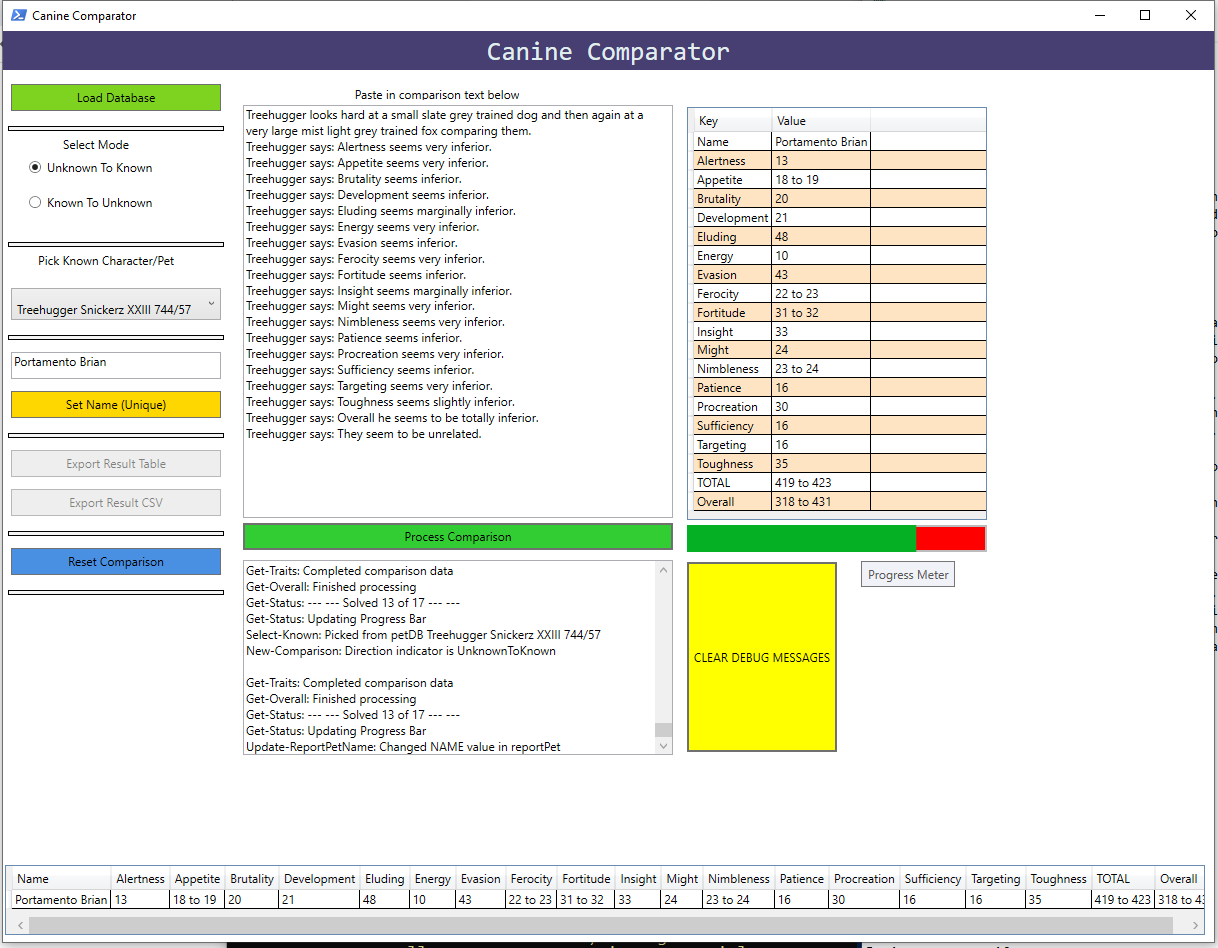 Canine Comparator
Canine Comparator
Load Database
Select Mode
Unknown To Known
Known To Unknown
Pick Known Character/Pet
Treehugger Snickerz XXIII 744/57
Portamento Brian
Set Name (Unique)
Export Result Table
Export Result CSV
Reset Comparison
Paste in comparison text below
Treehugger looks hard at a small slate grey trained dog and then again at a
very large mist light grey trained fox comparing them.
Treehugger says: Alertness seems very inferior.
Treehugger says: Appetite seems very inferior.
Treehugger says: Brutality seems inferior.
Treehugger says: Development seems inferior.
Treehugger says: Eluding seems marginally inferior.
Treehugger says: Energy seems very inferior.
Treehugger says: Evasion seems inferior.
Treehugger says: Ferocity seems very inferior.
Treehugger says: Fortitude seems inferior.
Treehugger says: Insight seems marginally inferior.
Treehugger says: Might seems very inferior.
Treehugger says: Nimbleness seems very inferior.
Treehugger says: Patience seems inferior.
Treehugger says: Procreation seems very inferior.
Treehugger says: Sufficiency seems inferior.
Treehugger says: Targeting seems very inferior.
Treehugger says: Toughness seems slightly inferior.
Treehugger says: Overall he seems to be totally inferior.
Treehugger says: They seem to be unrelated.
Process Comparison
Get-Traits: Completed comparison data
Get-Overall: Finished processing
Get-Status: --- --- Solved 13 of 17 --- ---
Get-Status: Updating Progress Bar
Select-Known: Picked from petDB Treehugger Snickerz XXIII 744/57
New-Comparison: Direction indicator is UnknownToKnown
Get-Traits: Completed comparison data
Get-Overall: Finished processing
Get-Status: --- --- Solved 13 of 17 --- ---
Get-Status: Updating Progress Bar
Update-ReportPetName: Changed NAME value in reportPet
Key Value
Name Portamento Brian
Alertness 13
Appetite 18 to 19
Brutality 20
Development 21
Eluding 48
Energy 10
Evasion 43
Ferocity 22 to 23
Fortitude 31 to 32
Insight 33
Might 24
Nimbleness 23 to 24
Patience 16
Procreation 30
Sufficiency 16
Targeting 16
Toughness 35
TOTAL 419 to 423
Overall 318 to 431
Progress Meter
CLEAR DEBUG MESSAGES
Name Alertness Appetite Brutality Development Eluding Energy Evasion Ferocity Fortitude Insight Might Nimbleness Patience Procreation Sufficiency Targeting Toughness TOTAL Overall
Portamento Brian 13 18 to 19 20 21 48 10 43 22 to 23 31 to 32 33 24 23 to 24 16 30 16 16 35 419 to 423 318 to 4